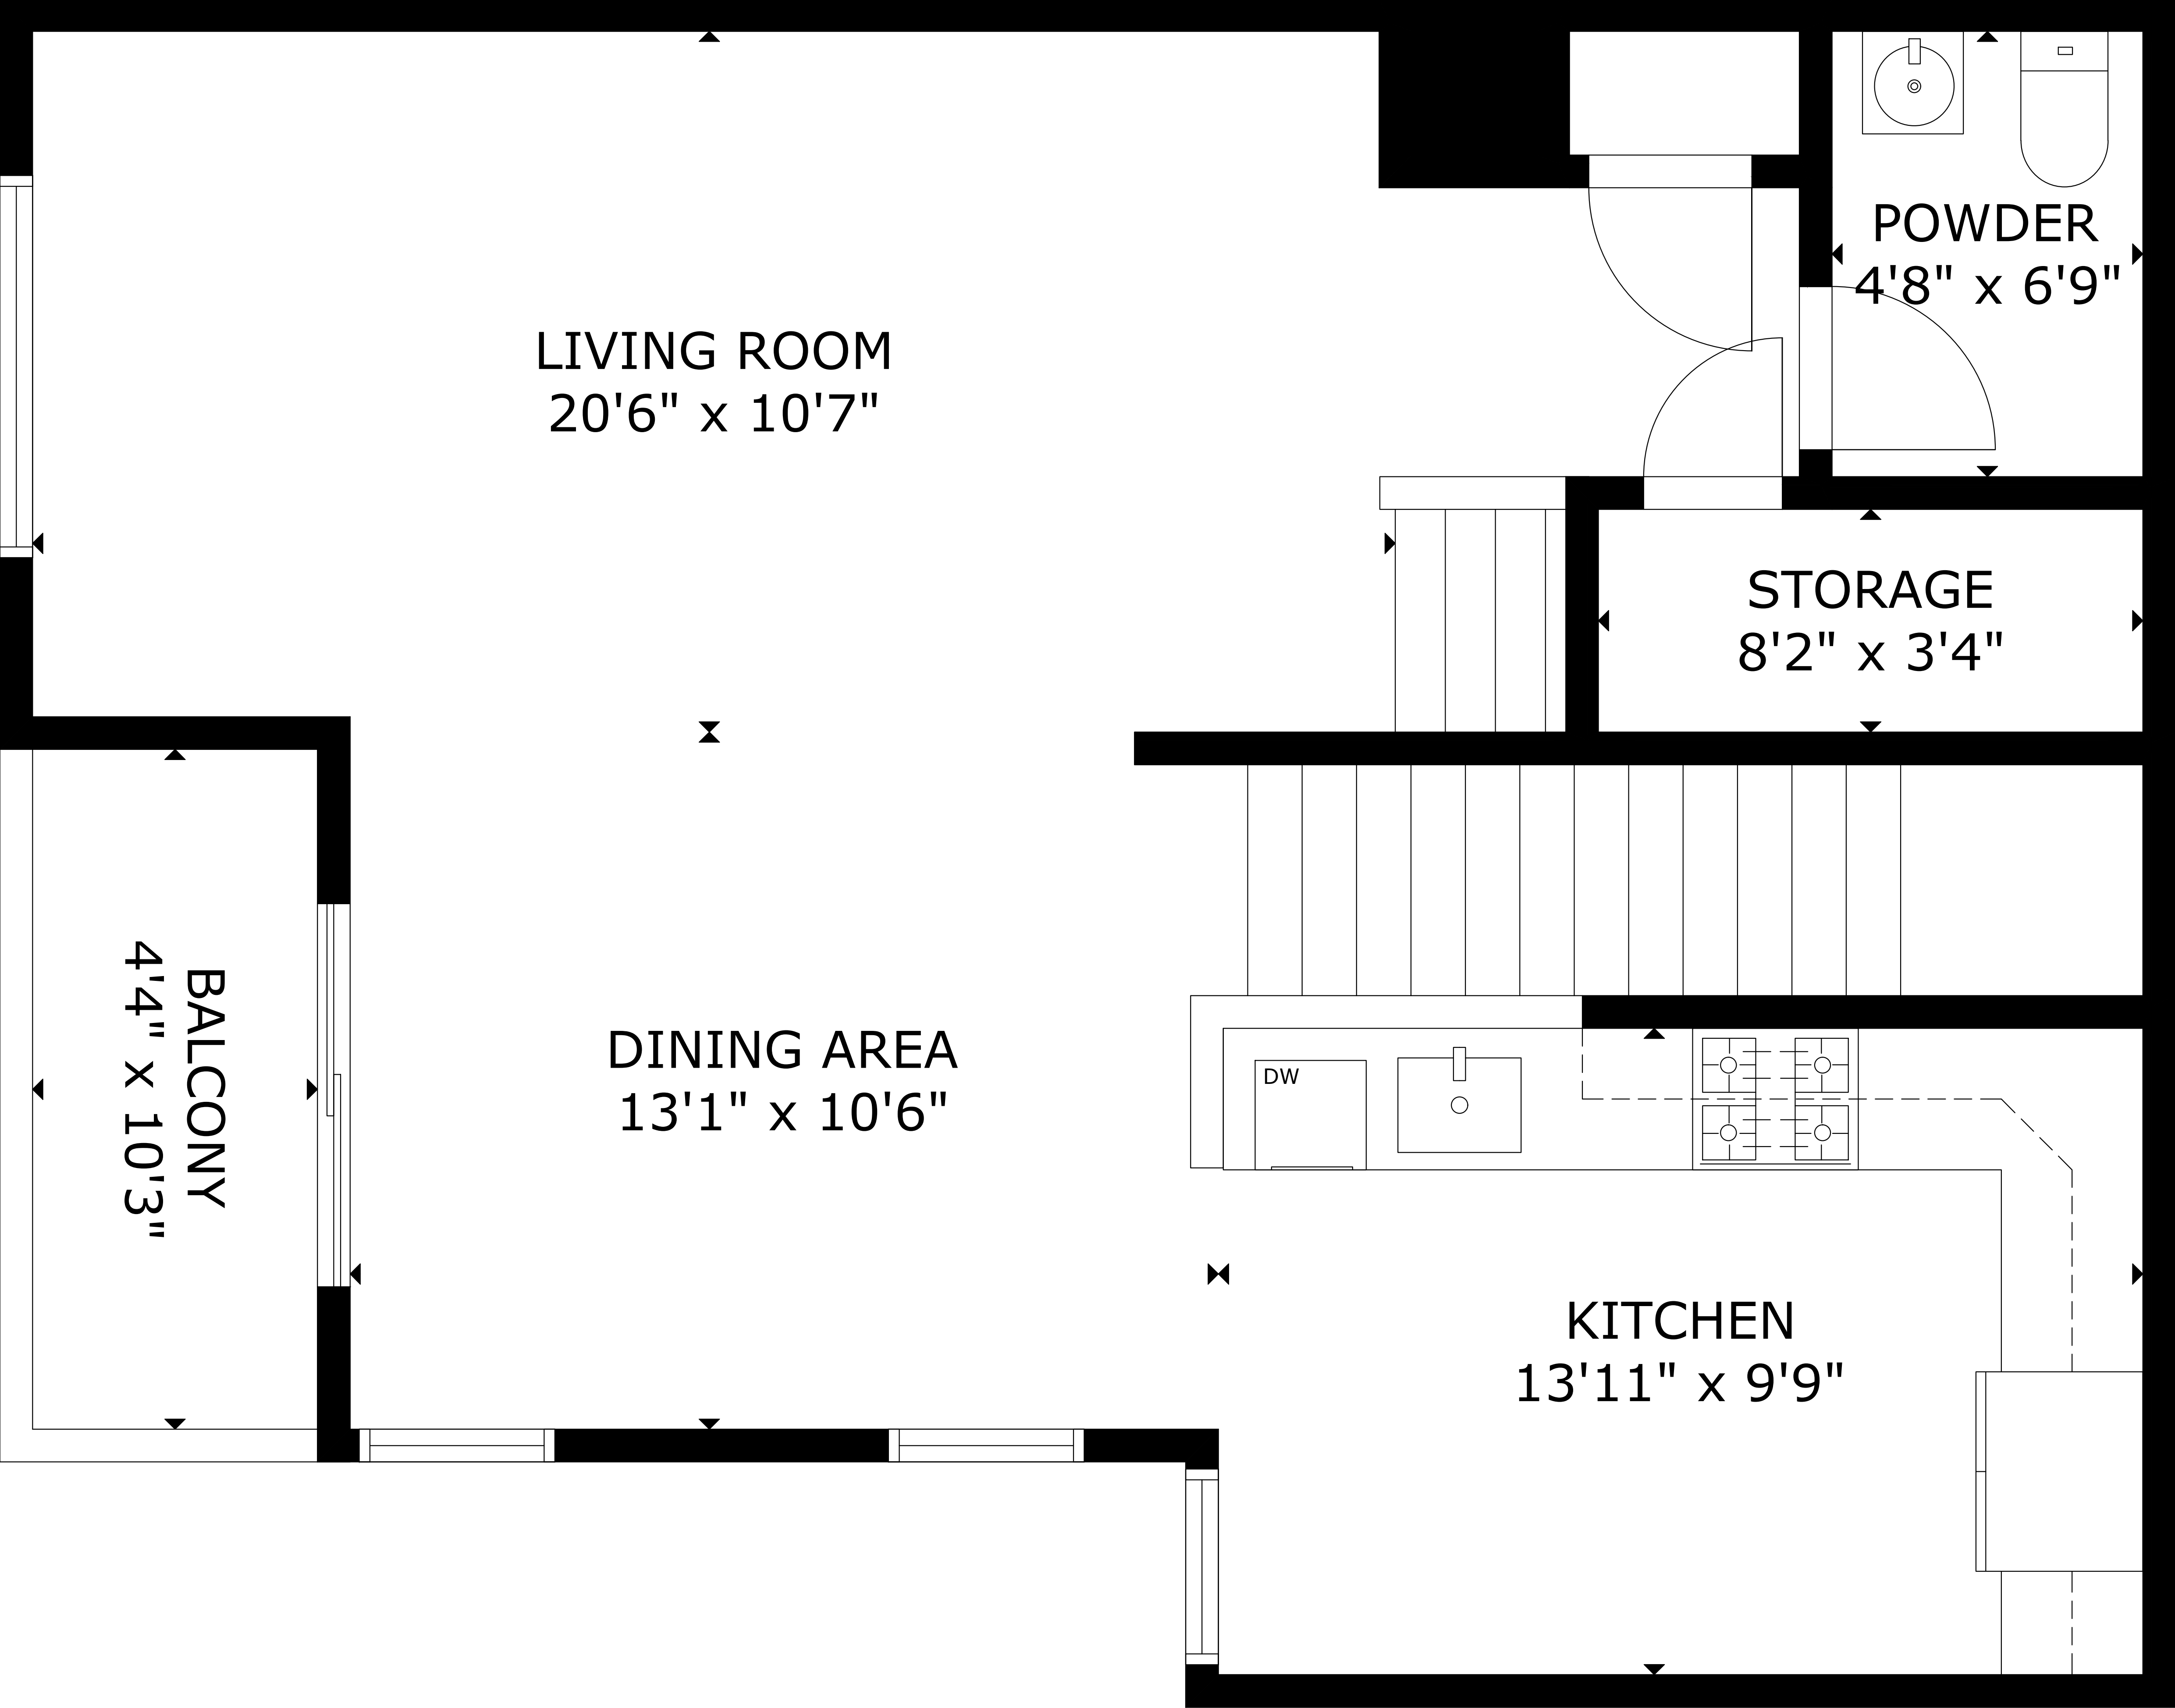 POWDER
4'8" x 6'9"
LIVING ROOM
20'6" x 10'7"
STORAGE
8'2" x 3'4"
BALCONY
4'4" x 10'3"
DINING AREA
13'1" x 10'6"
DW
KITCHEN
13'11" x 9'9"